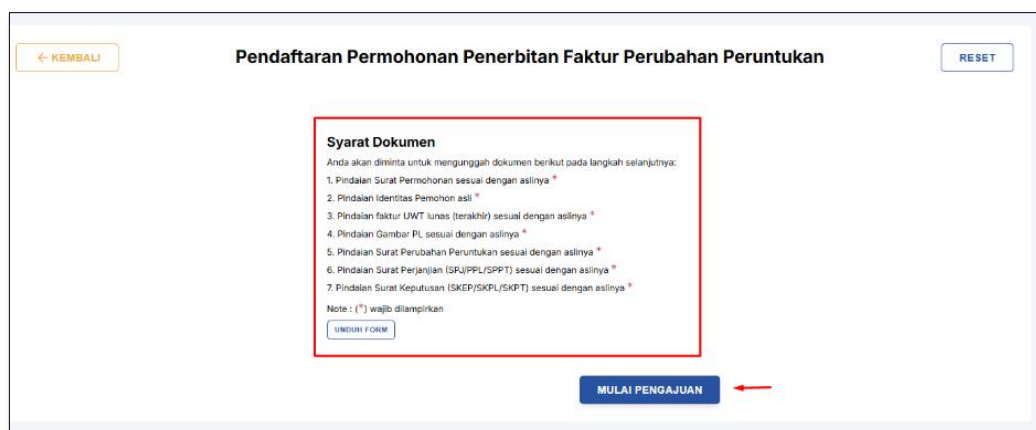 ← KEMBALI
Pendaftaran Permohonan Penerbitan Faktur Perubahan Peruntukan
RESET
Syarat Dokumen
Anda akan diminta untuk mengunggah dokumen berikut pada langkah selanjutnya:
1. Pindaian Surat Permohonan sesuai dengan aslinya *
2. Pindaian Identitas Pemohon asli *
3. Pindaian faktur UWT lunas (terakhir) sesuai dengan aslinya *
4. Pindaian Gambar PL sesuai dengan aslinya *
5. Pindaian Surat Perubahan Peruntukan sesuai dengan aslinya *
6. Pindaian Surat Perjanjian (SPJ/PPL/SPPT) sesuai dengan aslinya *
7. Pindaian Surat Keputusan (SKEP/SKPL/SKPT) sesuai dengan aslinya *
Note : (*) wajib dilampirkan
UNDUH FORM
MULAI PENGAJUAN